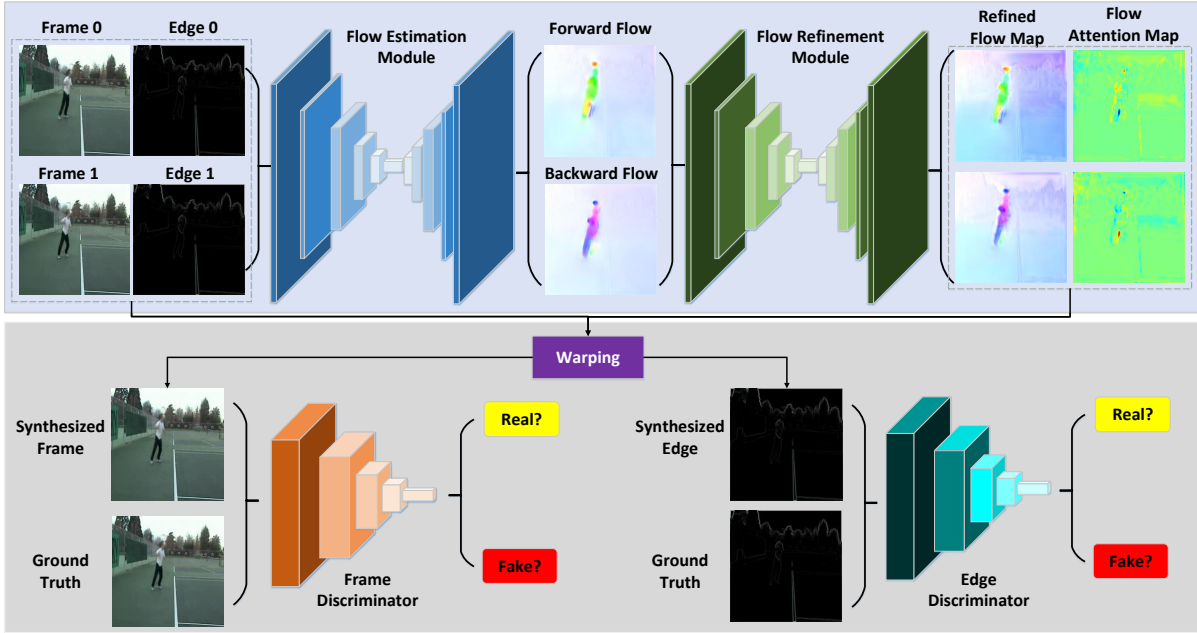 Frame 0
Edge 0
Flow Estimation
Module
Forward Flow
Flow Refinement
Module
Refined
Flow Map
Flow
Attention Map
Frame 1
Edge 1
Backward Flow
Warping
Synthesized
Frame
Real?
Synthesized
Edge
Real?
Ground
Truth
Frame
Discriminator
Fake?
Ground
Truth
Edge
Discriminator
Fake?